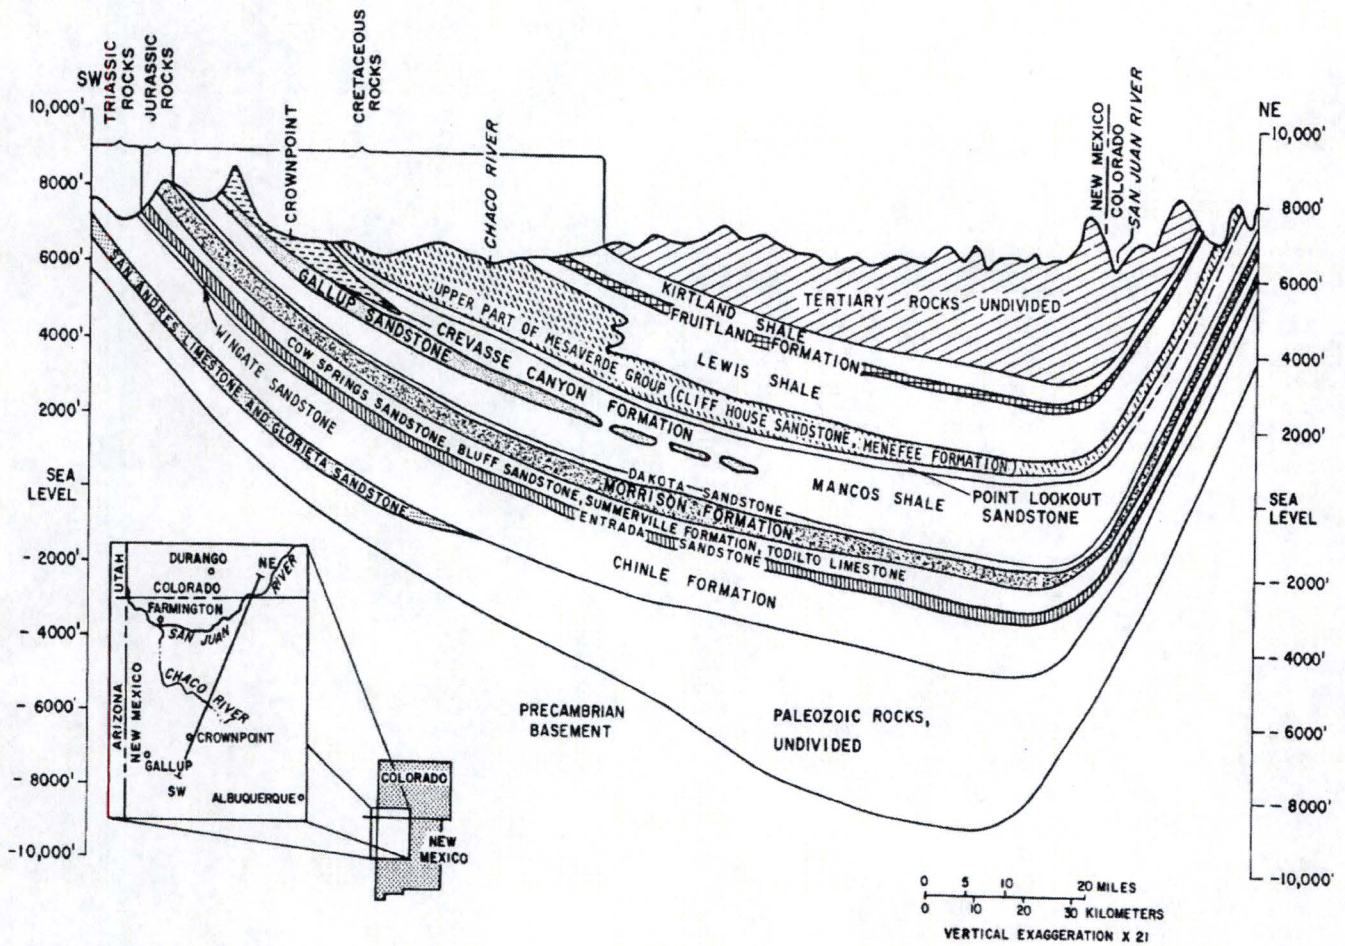 SW
TRIASSIC
ROCKS
JURASSIC
ROCKS
CRETACEOUS
ROCKS
CROWNPOINT
CHACO RIVER
NEW MEXICO
COLORADO
SAN JUAN RIVER
NE
10,000'
8000'
6000'
4000'
2000'
SEA
LEVEL
- 2000'
- 4000'
- 6000'
- 8000'
-10,000'
10,000'
8000'
6000'
4000'
2000'
SEA
LEVEL
- 2000'
- 4000'
- 6000'
- 8000'
-10,000'
TERTIARY ROCKS UNDIVIDED
KIRTLAND SHALE
FRUITLAND FORMATION
LEWIS SHALE
UPPER PART OF MESAVERDE GROUP (CLIFF HOUSE SANDSTONE, MENEFEE FORMATION)
POINT LOOKOUT
SANDSTONE
CREVASSE CANYON FORMATION
GALLUP SANDSTONE
MANCOS SHALE
DAKOTA SANDSTONE
MORRISON FORMATION
COW SPRINGS SANDSTONE, BLUFF SANDSTONE, SUMMERVILLE FORMATION, TODILTO LIMESTONE
ENTRADA SANDSTONE
WINGATE SANDSTONE
CHINLE FORMATION
SAN ANDRES LIMESTONE AND GLORIETA SANDSTONE
PRECAMBRIAN
BASEMENT
PALEOZOIC ROCKS,
UNDIVIDED
UTAH
DURANGO
NE
RIVER
COLORADO
FARMINGTON
SAN JUAN
CHACO RIVER
ARIZONA
NEW MEXICO
CROWNPOINT
GALLUP
SW
ALBUQUERQUE
COLORADO
NEW
MEXICO
0 5 10 20 MILES
0 10 20 30 KILOMETERS
VERTICAL EXAGGERATION X 21